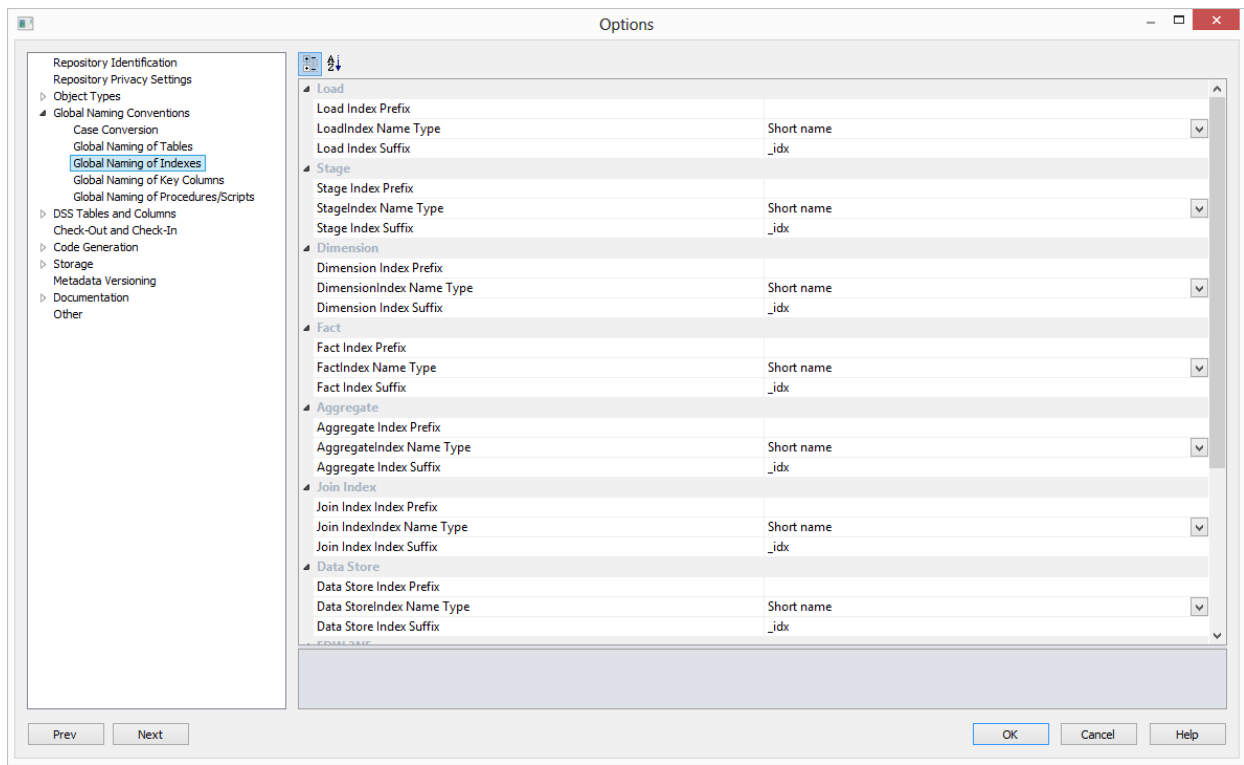 Options
Repository Identification
Repository Privacy Settings
Object Types
Global Naming Conventions
Case Conversion
Global Naming of Tables
Global Naming of Indexes
Global Naming of Key Columns
Global Naming of Procedures/Scripts
DSS Tables and Columns
Check-Out and Check-In
Code Generation
Storage
Metadata Versioning
Documentation
Other
Load
Load Index Prefix
LoadIndex Name Type Short name
Load Index Suffix _idx
Stage
Stage Index Prefix
StageIndex Name Type Short name
Stage Index Suffix _idx
Dimension
Dimension Index Prefix
DimensionIndex Name Type Short name
Dimension Index Suffix _idx
Fact
Fact Index Prefix
FactIndex Name Type Short name
Fact Index Suffix _idx
Aggregate
Aggregate Index Prefix
AggregateIndex Name Type Short name
Aggregate Index Suffix _idx
Join Index
Join Index Index Prefix
Join IndexIndex Name Type Short name
Join Index Index Suffix _idx
Data Store
Data Store Index Prefix
Data StoreIndex Name Type Short name
Data Store Index Suffix _idx
Prev Next OK Cancel Help